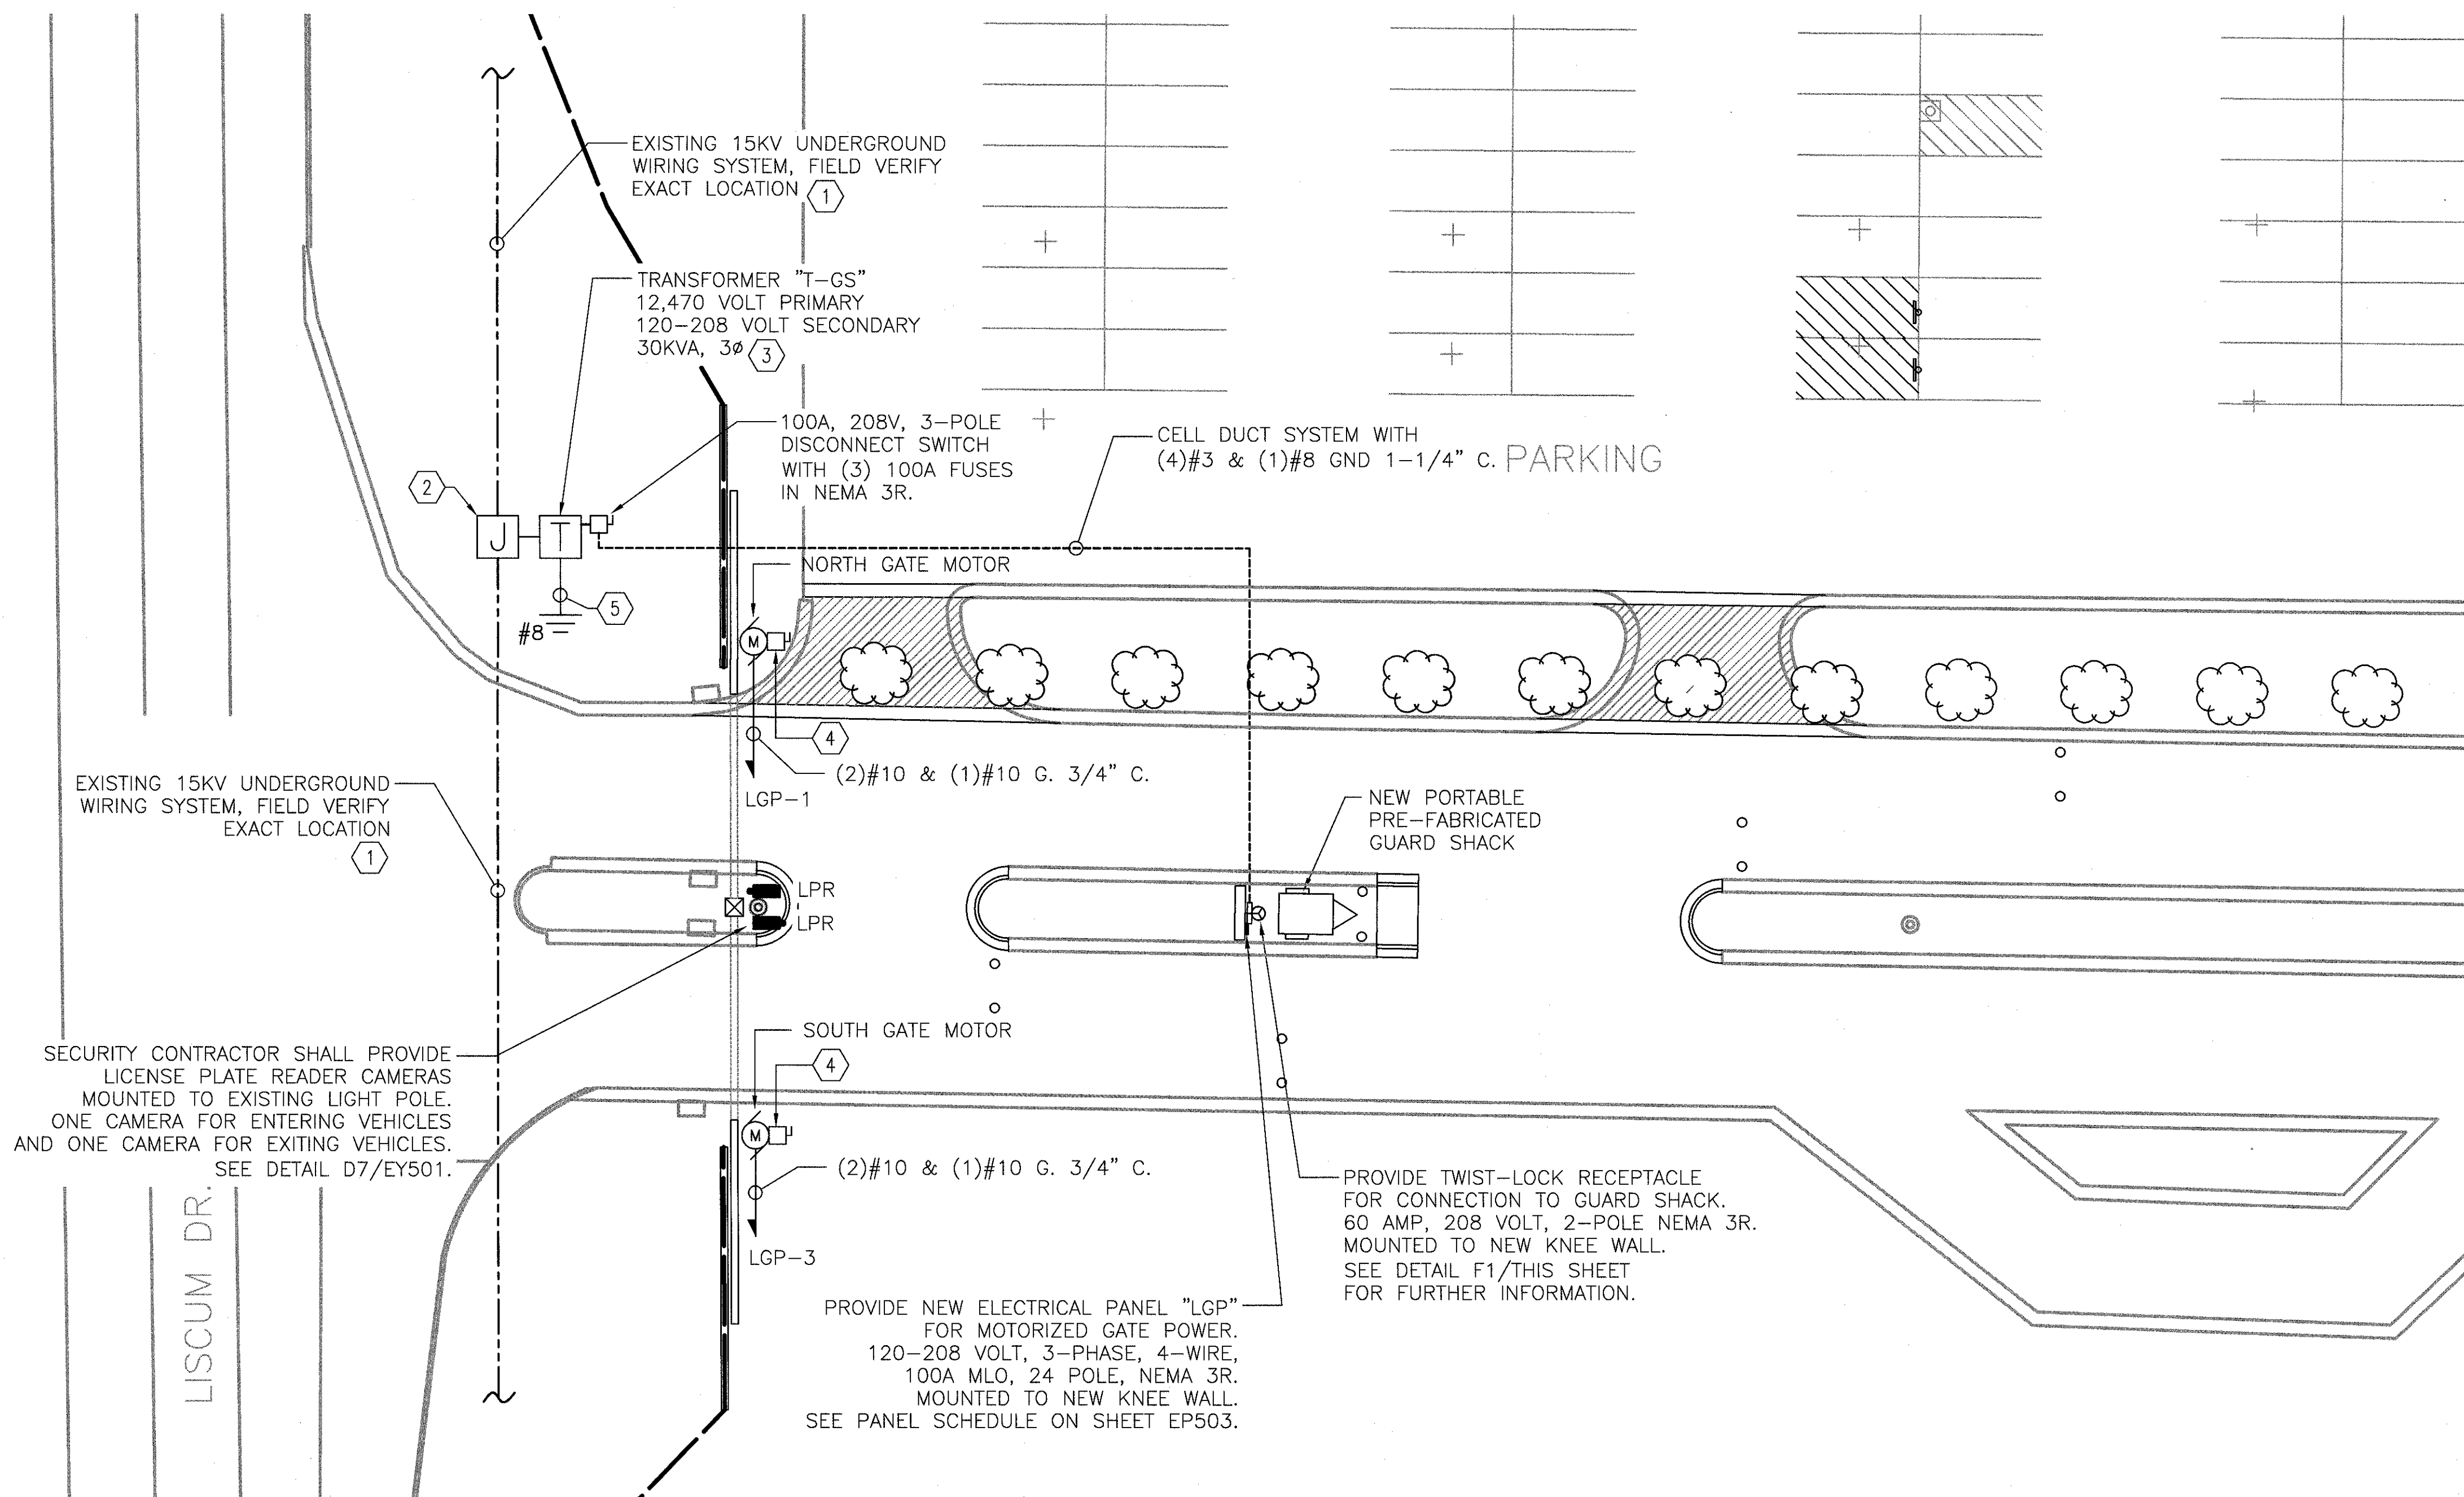 EXISTING 15KV UNDERGROUND
WIRING SYSTEM, FIELD VERIFY
EXACT LOCATION
1
TRANSFORMER "T-GS"
12,470 VOLT PRIMARY
120-208 VOLT SECONDARY
30KVA, 3ø
3
100A, 208V, 3-POLE
DISCONNECT SWITCH
WITH (3) 100A FUSES
IN NEMA 3R.
CELL DUCT SYSTEM WITH
(4)#3 & (1)#8 GND 1-1/4" C.
PARKING
2
J
T
5
#8
NORTH GATE MOTOR
M
4
(2)#10 & (1)#10 G. 3/4" C.
LGP-1
EXISTING 15KV UNDERGROUND
WIRING SYSTEM, FIELD VERIFY
EXACT LOCATION
1
NEW PORTABLE
PRE-FABRICATED
GUARD SHACK
LPR
LPR
SECURITY CONTRACTOR SHALL PROVIDE
LICENSE PLATE READER CAMERAS
MOUNTED TO EXISTING LIGHT POLE.
ONE CAMERA FOR ENTERING VEHICLES
AND ONE CAMERA FOR EXITING VEHICLES.
SEE DETAIL D7/EY501.
SOUTH GATE MOTOR
4
M
(2)#10 & (1)#10 G. 3/4" C.
LGP-3
PROVIDE TWIST-LOCK RECEPTACLE
FOR CONNECTION TO GUARD SHACK.
60 AMP, 208 VOLT, 2-POLE NEMA 3R.
MOUNTED TO NEW KNEE WALL.
SEE DETAIL F1/THIS SHEET
FOR FURTHER INFORMATION.
PROVIDE NEW ELECTRICAL PANEL "LGP"
FOR MOTORIZED GATE POWER.
120-208 VOLT, 3-PHASE, 4-WIRE,
100A MLO, 24 POLE, NEMA 3R.
MOUNTED TO NEW KNEE WALL.
SEE PANEL SCHEDULE ON SHEET EP503.
LISCUM DR.